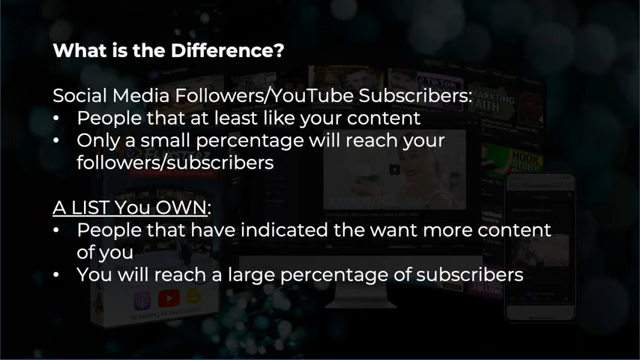 What is the Difference?
Social Media Followers/YouTube Subscribers:
• People that at least like your content
• Only a small percentage will reach your
followers/subscribers
A LIST You OWN:
• People that have indicated the want more content
of you
• You will reach a large percentage of subscribers